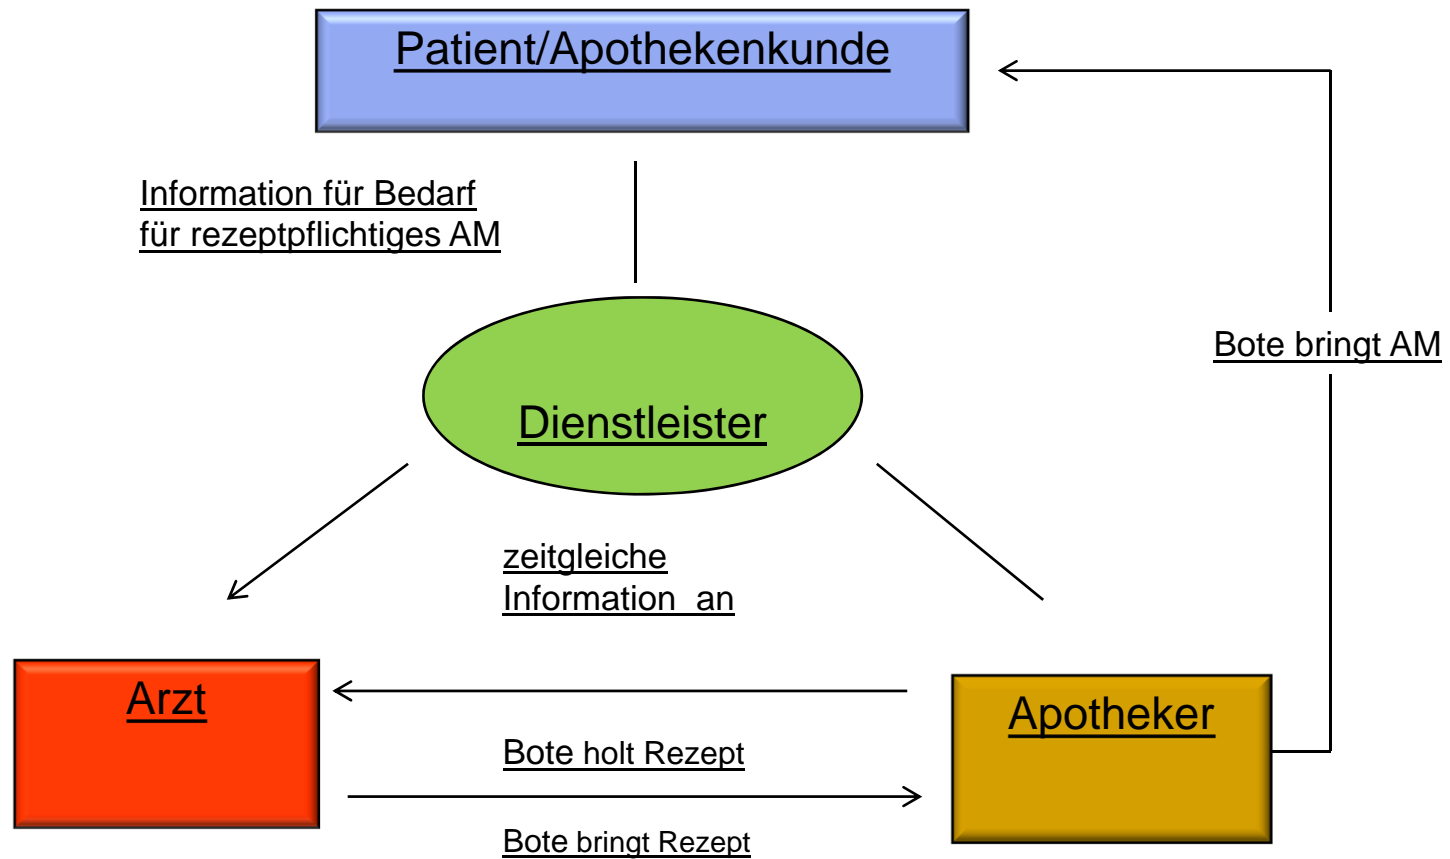 Patient/Apothekenkunde
Information für Bedarf
für rezeptpflichtiges AM
Bote bringt AM
Dienstleister
zeitgleiche
Information an
Arzt
Apotheker
Bote holt Rezept
Bote bringt Rezept